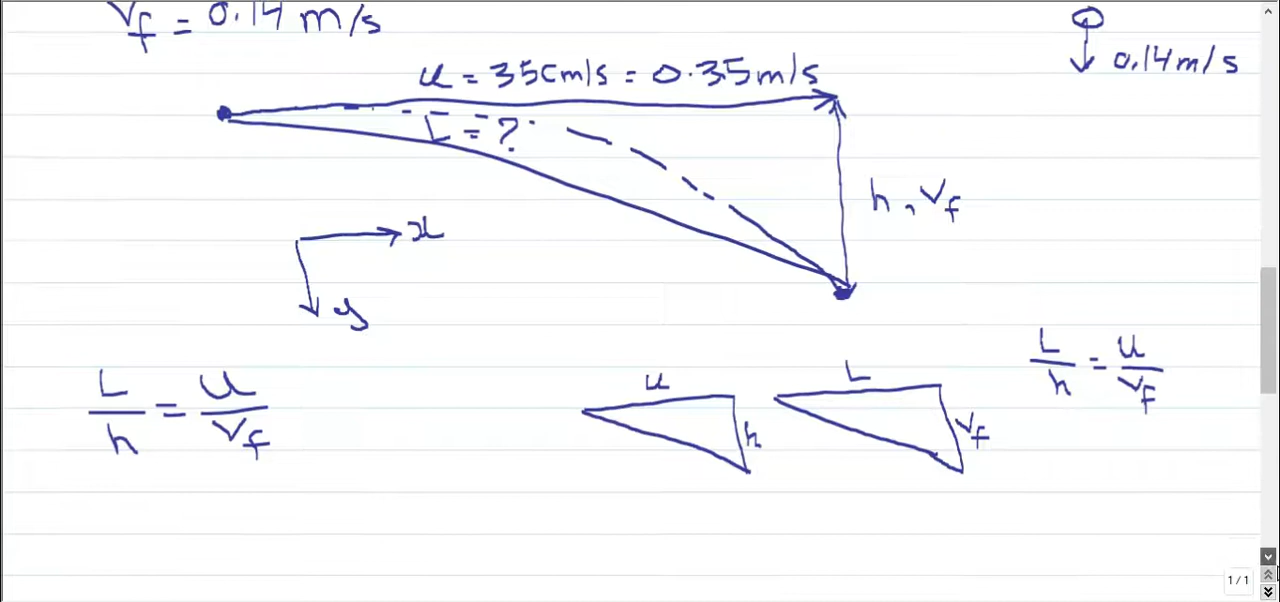 Vf = 0.14 m/s
0.14m/s
u = 35cm/s = 0.35m/s
L = ?
h, Vf
x
y
L/h = u/Vf
u
h
L
Vf
L/h = u/Vf
1/1